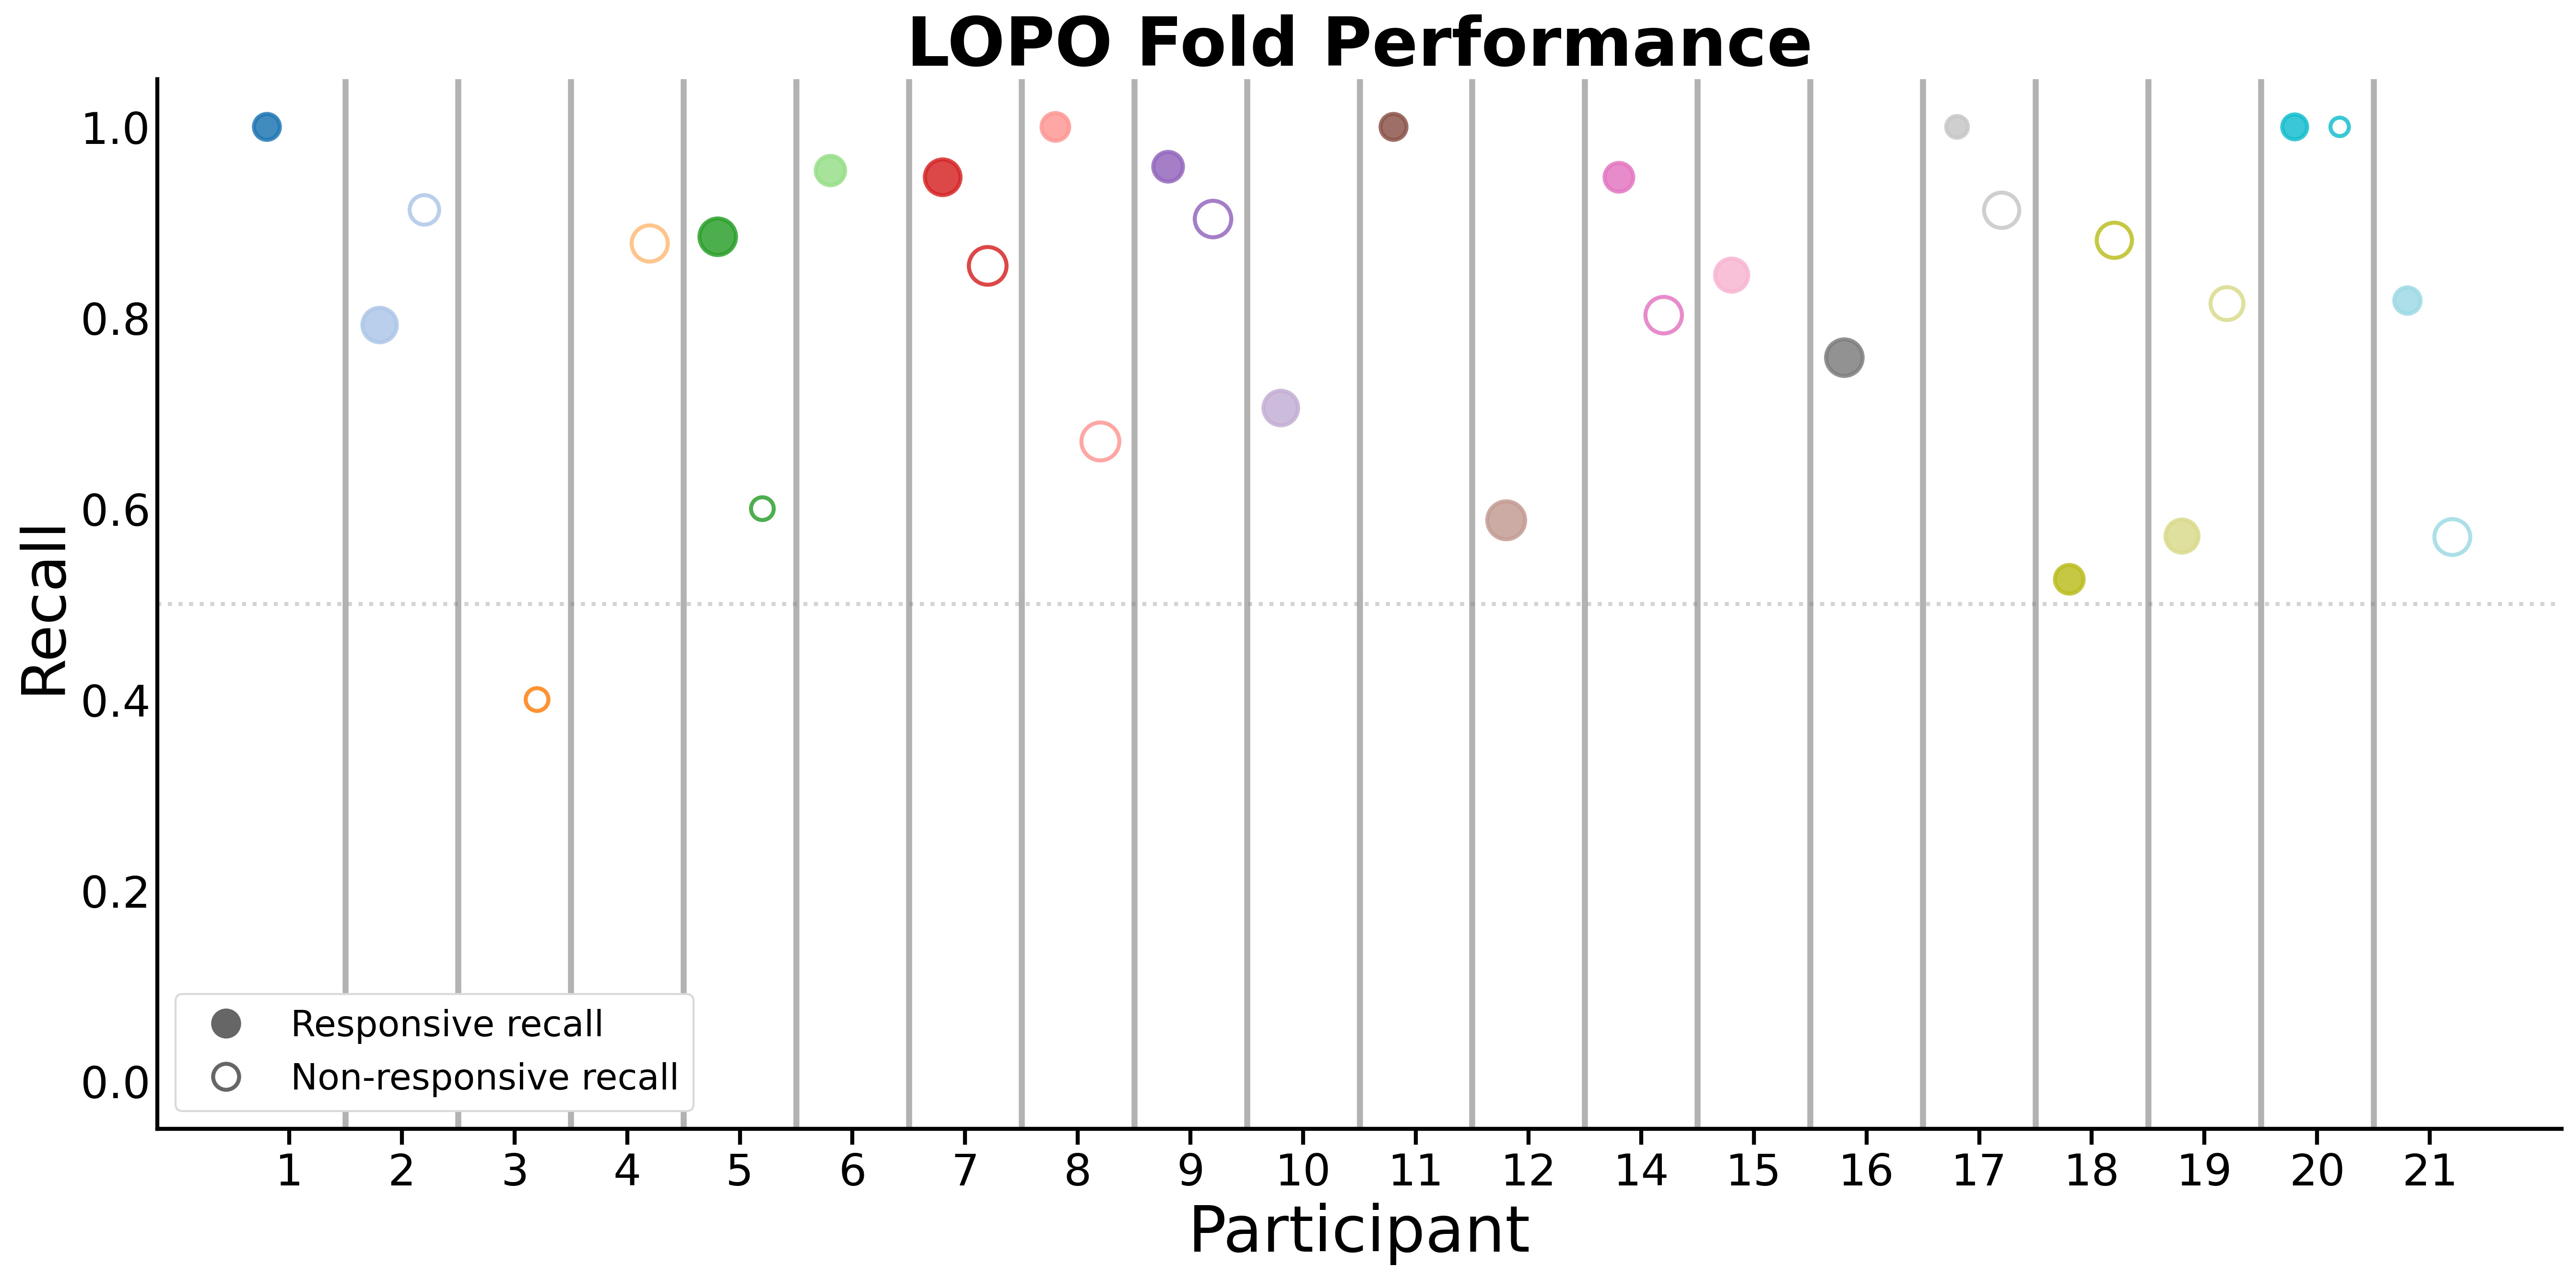 LOPO Fold Performance
Recall
1.0
0.8
0.6
0.4
0.2
0.0
Responsive recall
Non-responsive recall
1 2 3 4 5 6 7 8 9 10 11 12 14 15 16 17 18 19 20 21
Participant